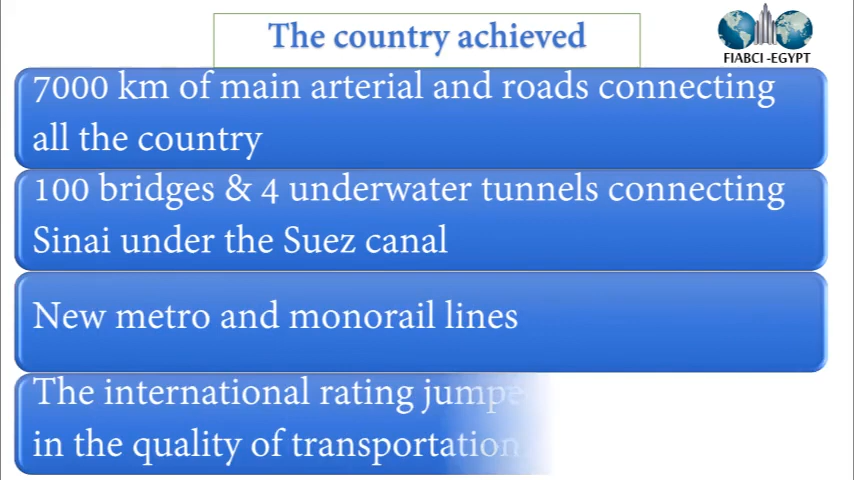 The country achieved
FIABCI -EGYPT
7000 km of main arterial and roads connecting
all the country
100 bridges & 4 underwater tunnels connecting
Sinai under the Suez canal
New metro and monorail lines
The international rating jumpe
in the quality of transportation